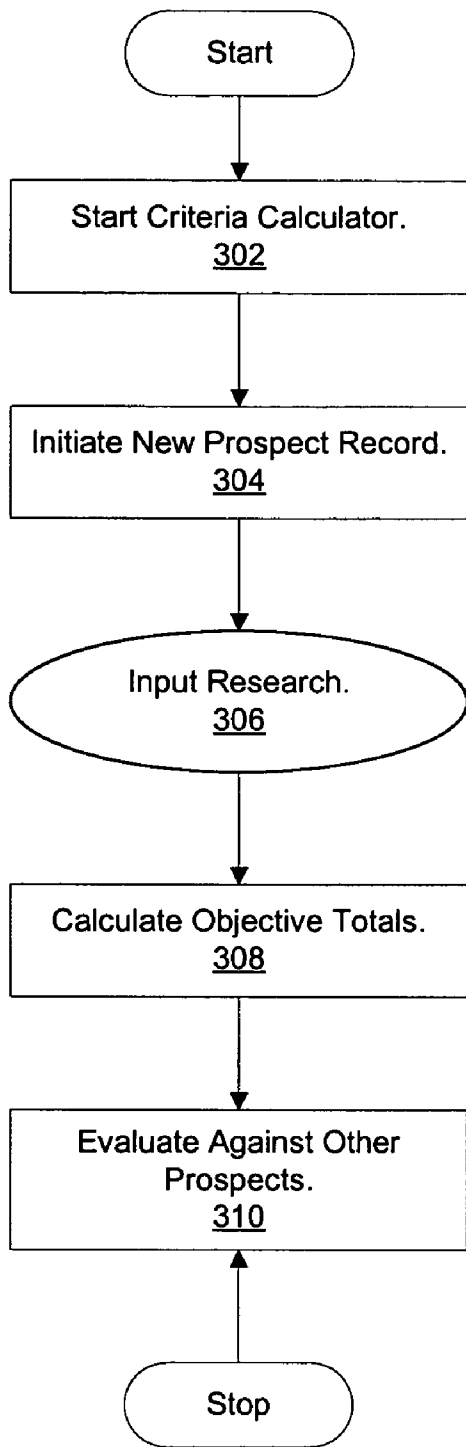 Start
Start Criteria Calculator.
302
Initiate New Prospect Record.
304
Input Research.
306
Calculate Objective Totals.
308
Evaluate Against Other
Prospects.
310
Stop